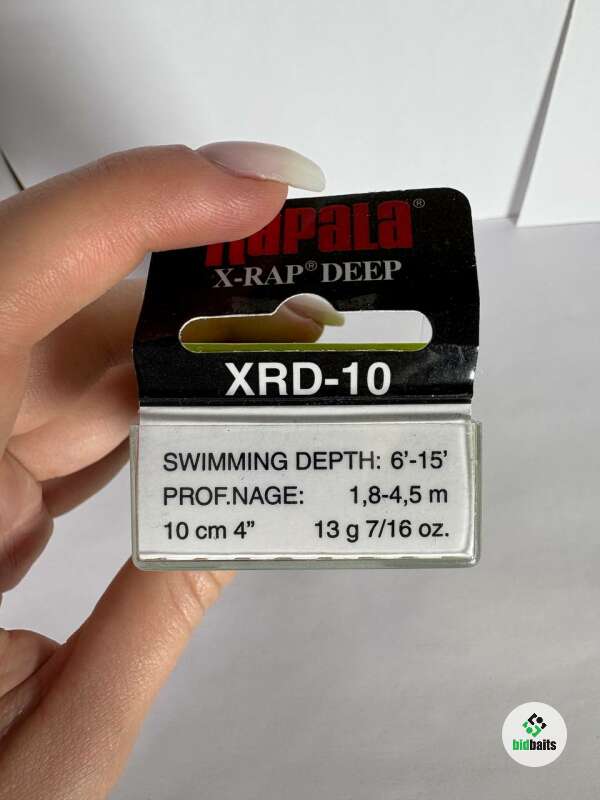 Rapala®
X-RAP® DEEP
XRD-10
SWIMMING DEPTH: 6'-15'
PROF.NAGE: 1,8-4,5 m
10 cm 4” 13 g 7/16 oz.
bidbaits